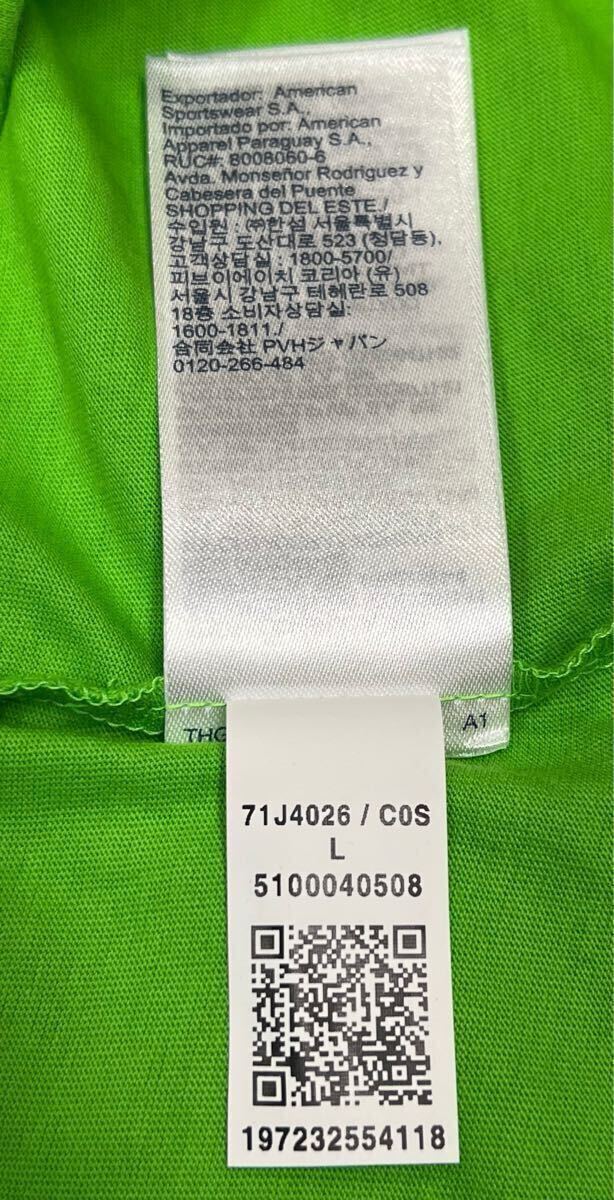 Exportador: American
Sportswear S.A.,
Importado por: American
Apparel Paraguay S.A.,
RUC#: 8008060-6
Avda. Monseñor Rodriguez y
Cabesera del Puente
SHOPPING DEL ESTE./
수입원 : ㈜한섬 서울특별시
강남구 도산대로 523 (청담동),
고객상담실 : 1800-5700/
피브이에이치 코리아 (유)
서울시 강남구 테헤란로 508
18층 소비자상담실:
1600-1811./
合同会社 PVHジャパン
0120-266-484
THG
A1
71J4026 / C0S
L
5100040508
197232554118